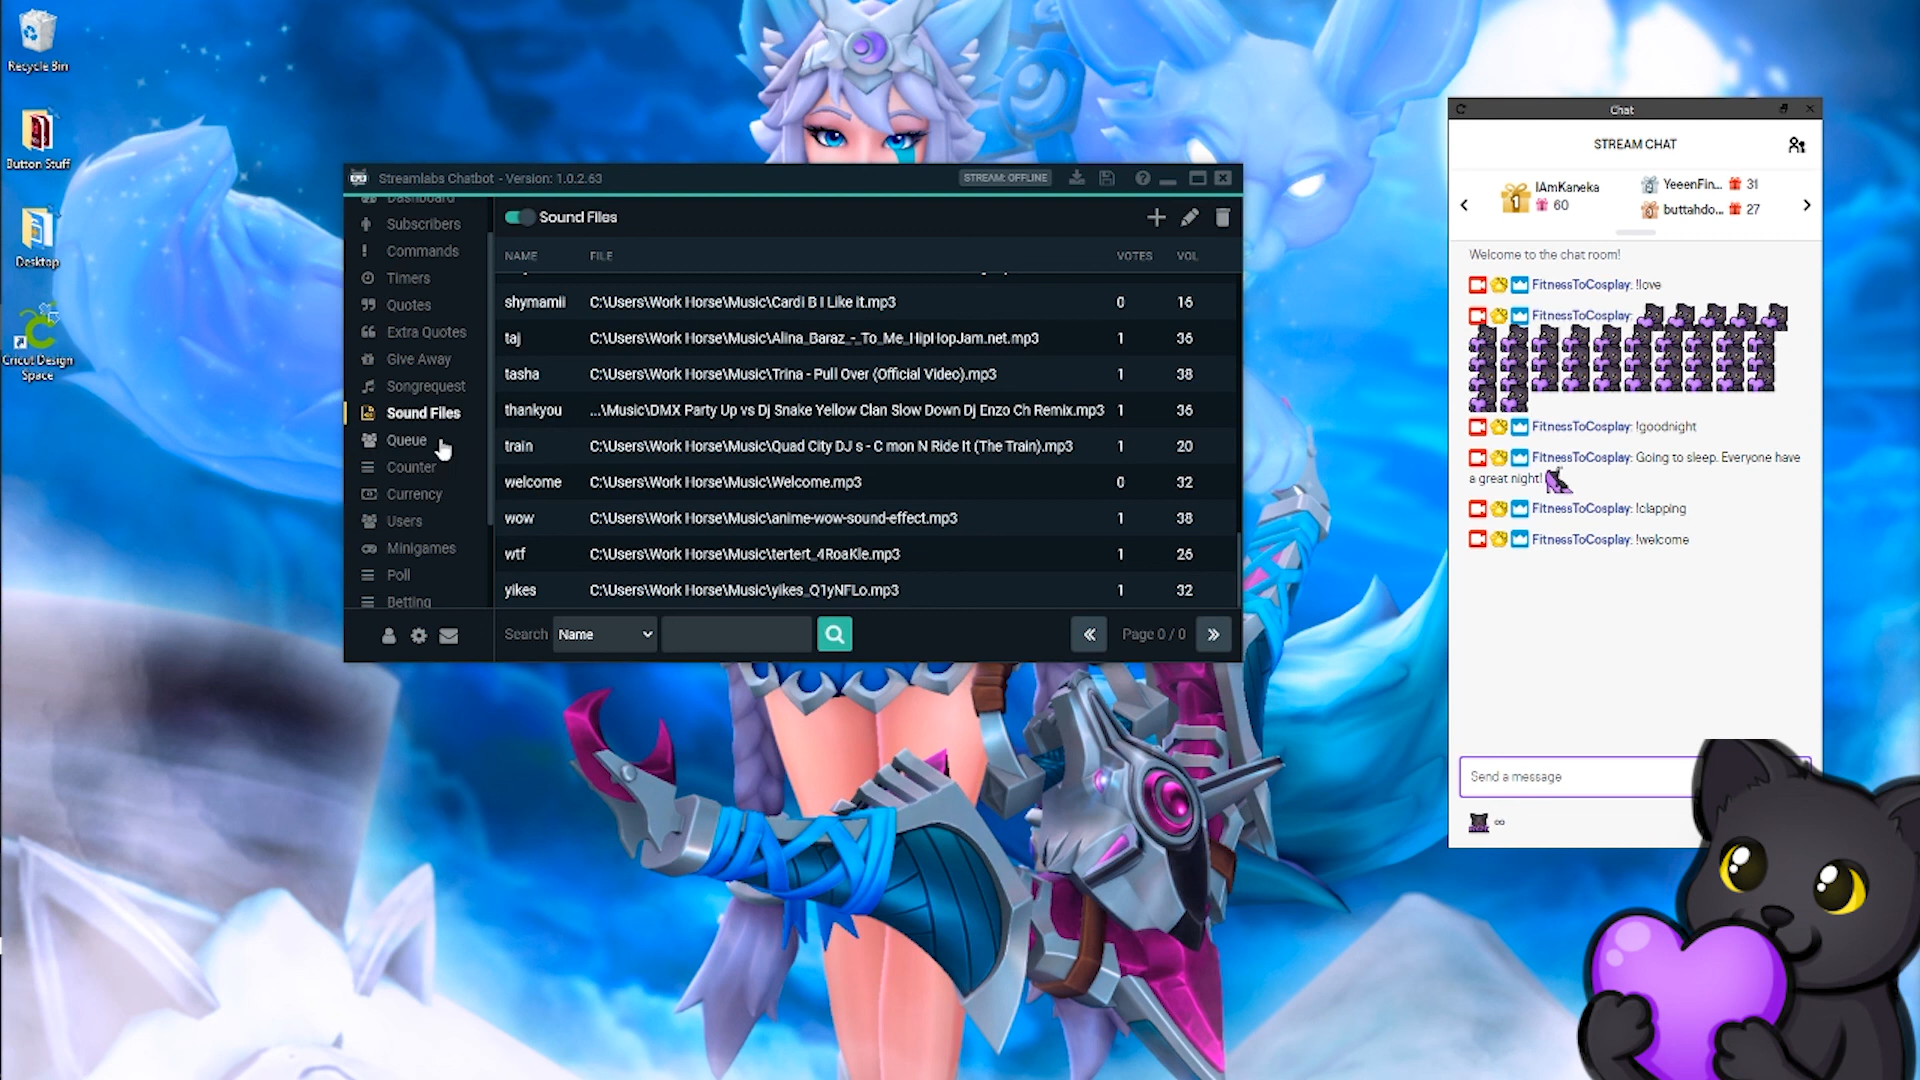 Recycle Bin
Button Stuff
Desktop
Cricut Design
Space
Streamlabs Chatbot - Version: 1.0.2.63
STREAM: OFFLINE
Dashboard
Subscribers
Commands
Timers
Quotes
Extra Quotes
Give Away
Songrequest
Sound Files
Queue
Counter
Currency
Users
Minigames
Poll
Betting
Sound Files
NAME FILE VOTES VOL
shymamii C:\Users\Work Horse\Music\Cardi B I Like it.mp3 0 16
taj C:\Users\Work Horse\Music\Alina_Baraz_-_To_Me_HipHopJam.net.mp3 1 36
tasha C:\Users\Work Horse\Music\Trina - Pull Over (Official Video).mp3 1 38
thankyou ...\Music\DMX Party Up vs Dj Snake Yellow Clan Slow Down Dj Enzo Ch Remix.mp3 1 36
train C:\Users\Work Horse\Music\Quad City DJ s - C mon N Ride It (The Train).mp3 1 20
welcome C:\Users\Work Horse\Music\Welcome.mp3 0 32
wow C:\Users\Work Horse\Music\anime-wow-sound-effect.mp3 1 38
wtf C:\Users\Work Horse\Music\tertert_4RoaKle.mp3 1 26
yikes C:\Users\Work Horse\Music\yikes_Q1yNFLo.mp3 1 32
Search Name Page 0 / 0
Chat
STREAM CHAT
1 IAmKaneka 60
2 YeeenFin... 31
3 buttahdo... 27
Welcome to the chat room!
FitnessToCosplay: !love
FitnessToCosplay:
FitnessToCosplay: !goodnight
FitnessToCosplay: Going to sleep. Everyone have
a great night!
FitnessToCosplay: !clapping
FitnessToCosplay: !welcome
Send a message
∞